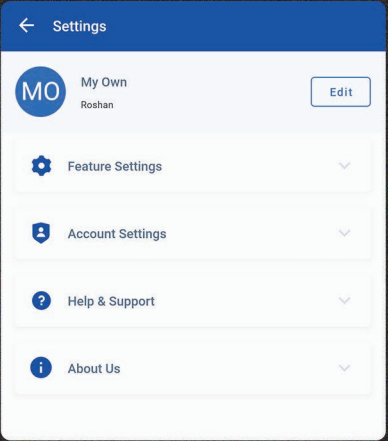 Settings
MO
My Own
Roshan
Edit
Feature Settings
Account Settings
? Help & Support
i About Us